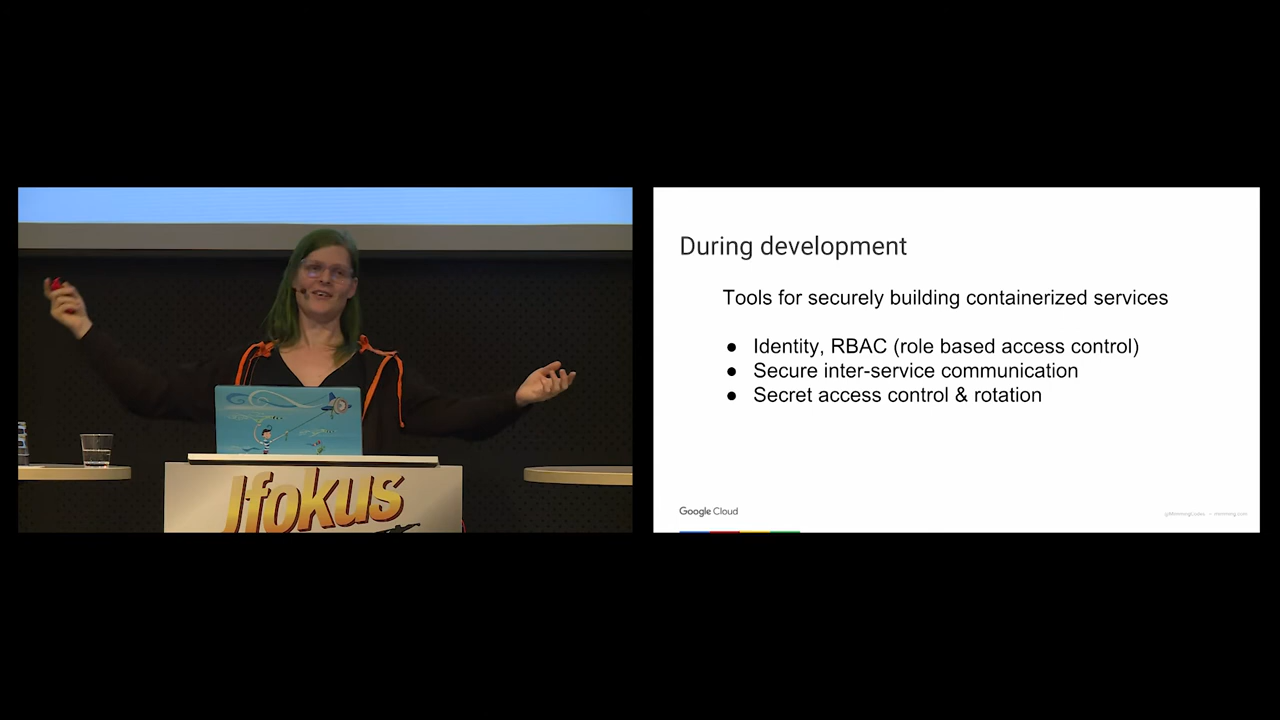 Jfokus
During development
Tools for securely building containerized services
● Identity, RBAC (role based access control)
● Secure inter-service communication
● Secret access control & rotation
Google Cloud